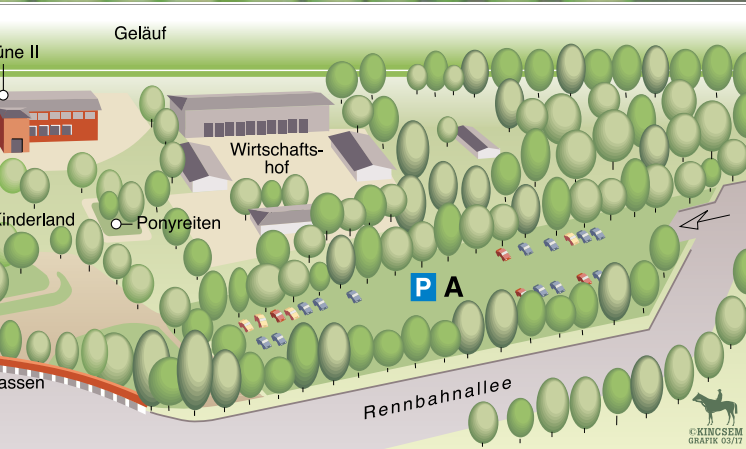 Geläuf
üne II
Wirtschafts-
hof
Kinderland
Ponyreiten
P A
assen
Rennbahnallee
©KINCSEM
GRAFIK 03/17